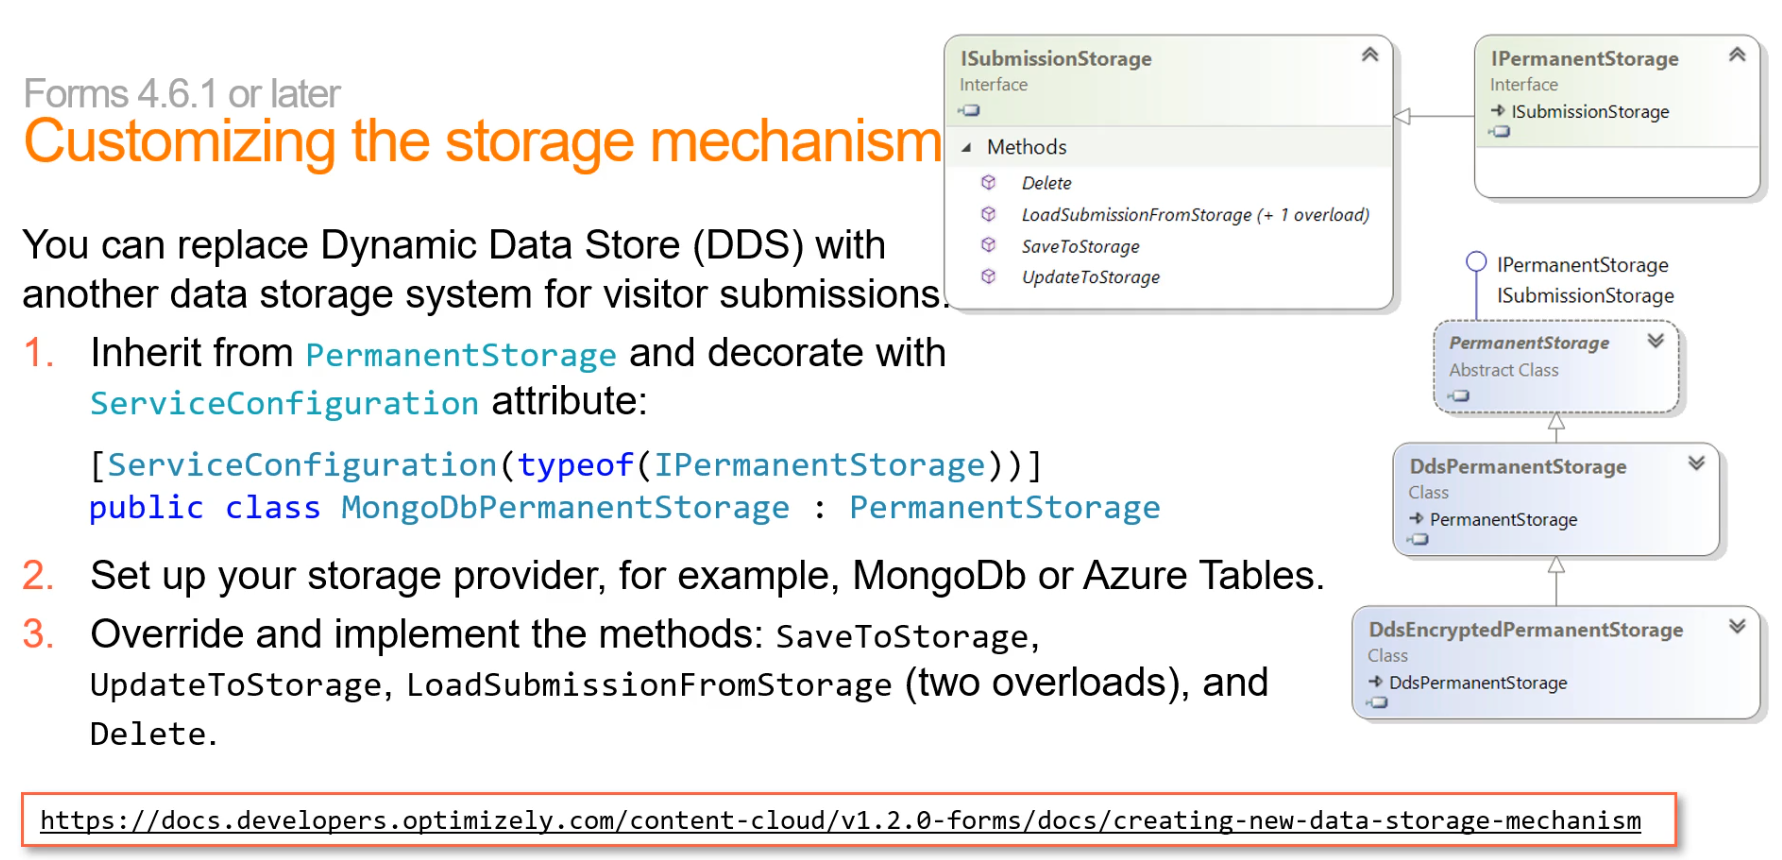 Forms 4.6.1 or later
Customizing the storage mechanism
You can replace Dynamic Data Store (DDS) with
another data storage system for visitor submissions.
1. Inherit from PermanentStorage and decorate with
ServiceConfiguration attribute:
[ServiceConfiguration(typeof(IPermanentStorage))]
public class MongoDbPermanentStorage : PermanentStorage
2. Set up your storage provider, for example, MongoDb or Azure Tables.
3. Override and implement the methods: SaveToStorage,
UpdateToStorage, LoadSubmissionFromStorage (two overloads), and
Delete.
https://docs.developers.optimizely.com/content-cloud/v1.2.0-forms/docs/creating-new-data-storage-mechanism
ISubmissionStorage
Interface
Methods
Delete
LoadSubmissionFromStorage (+ 1 overload)
SaveToStorage
UpdateToStorage
IPermanentStorage
Interface
ISubmissionStorage
IPermanentStorage
ISubmissionStorage
PermanentStorage
Abstract Class
DdsPermanentStorage
Class
PermanentStorage
DdsEncryptedPermanentStorage
Class
DdsPermanentStorage